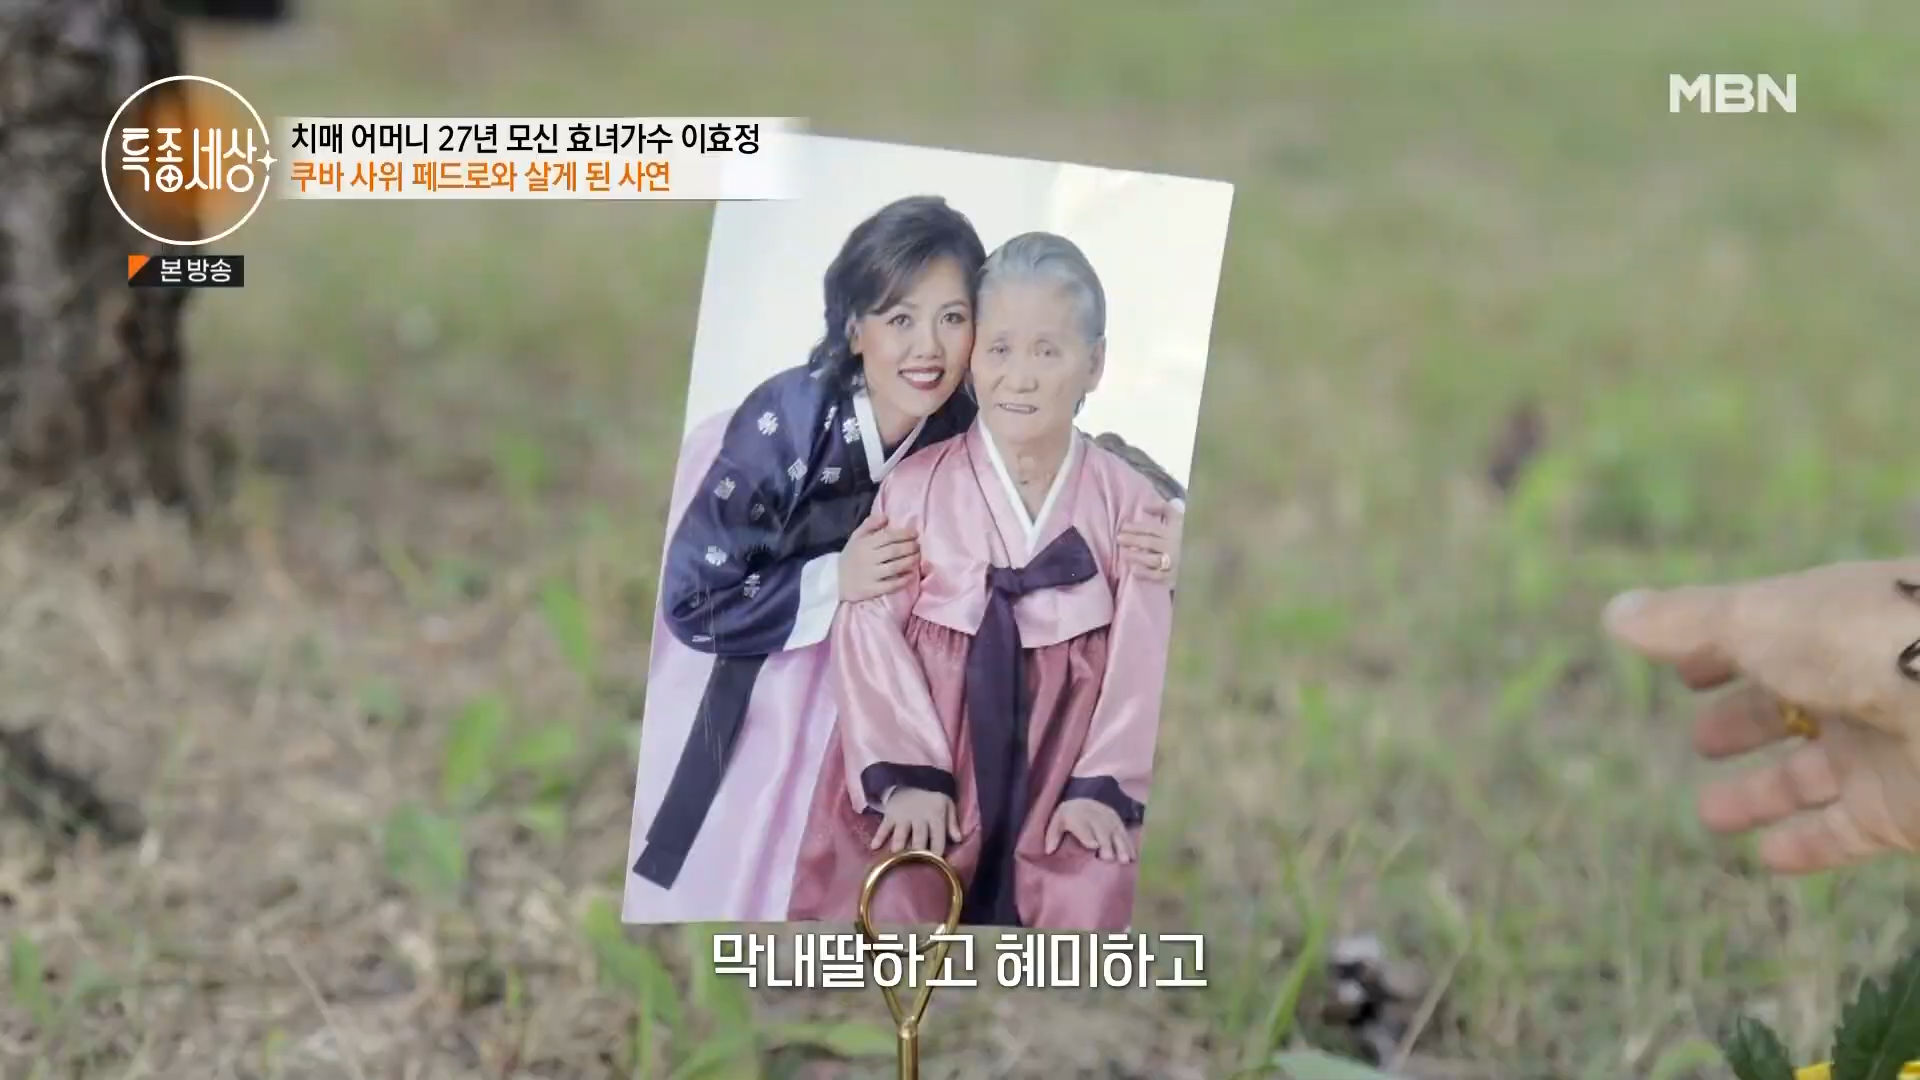 특종세상
치매 어머니 27년 모신 효녀가수 이효정
쿠바 사위 페드로와 살게 된 사연
본방송
MBN
막내딸하고 혜미하고